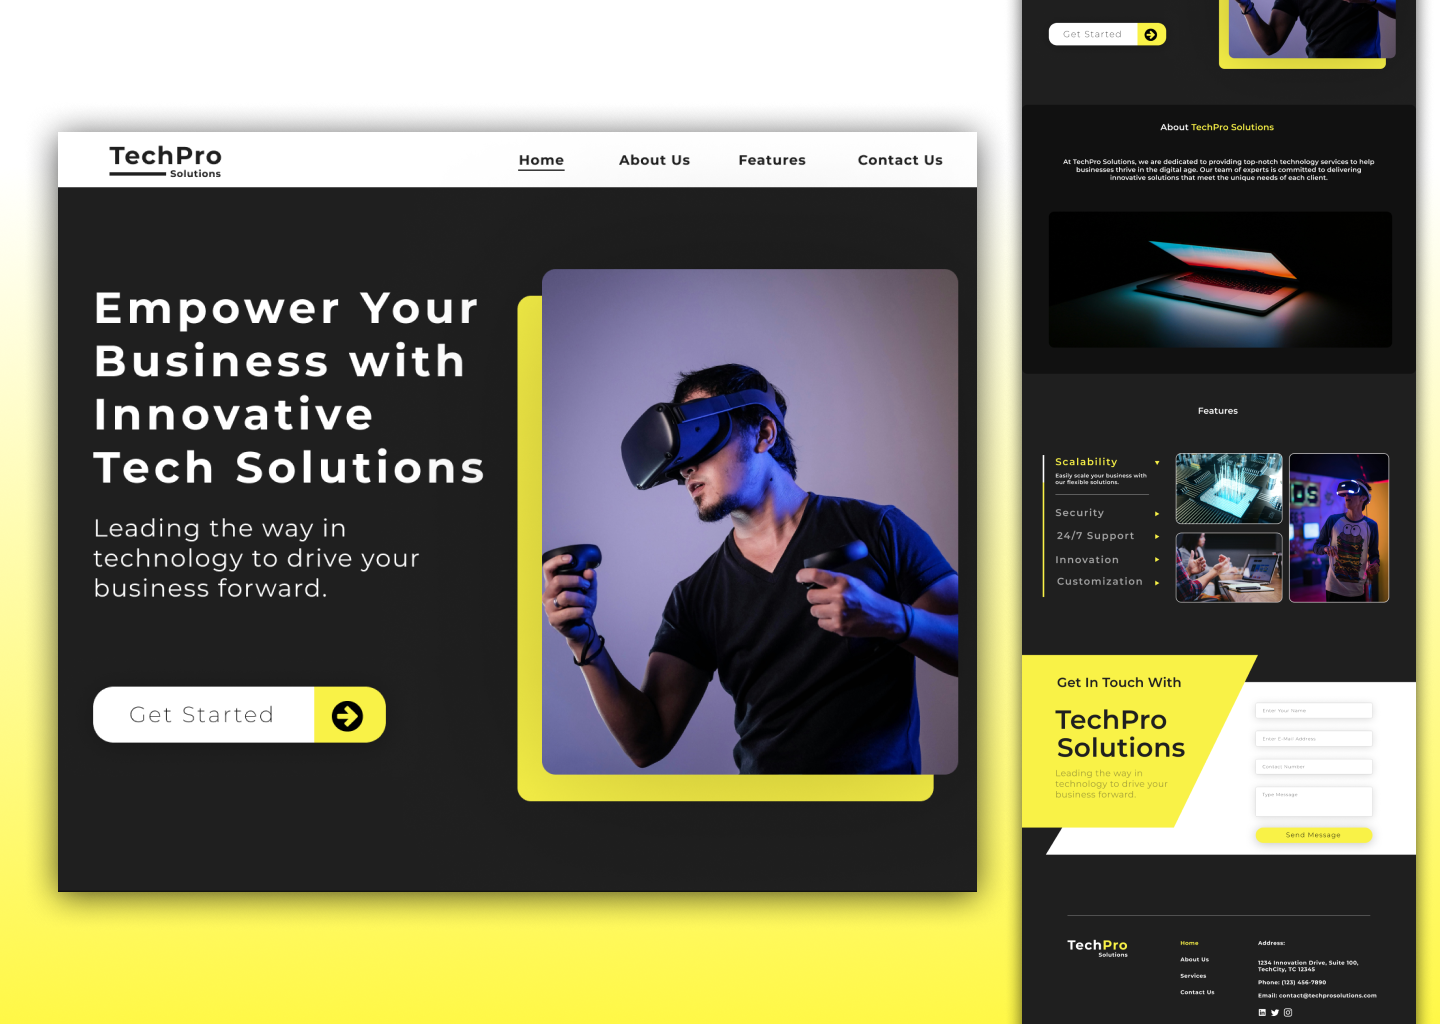 TechPro
Solutions
Home
About Us
Features
Contact Us
Empower Your
Business with
Innovative
Tech Solutions
Leading the way in
technology to drive your
business forward.
Get Started
Get Started
About TechPro Solutions
At TechPro Solutions, we are dedicated to providing top-notch technology services to help
businesses thrive in the digital age. Our team of experts is committed to delivering
innovative solutions that meet the unique needs of each client.
Features
Scalability
Easily scale your business with
our flexible solutions.
Security
24/7 Support
Innovation
Customization
Get In Touch With
TechPro
Solutions
Leading the way in
technology to drive your
business forward.
Enter Your Name
Enter E-Mail Address
Contact Number
Type Message
Send Message
TechPro
Solutions
Home
About Us
Services
Contact Us
Address:
1234 Innovation Drive, Suite 100,
TechCity, TC 12345
Phone: (123) 456-7890
Email: contact@techprosolutions.com